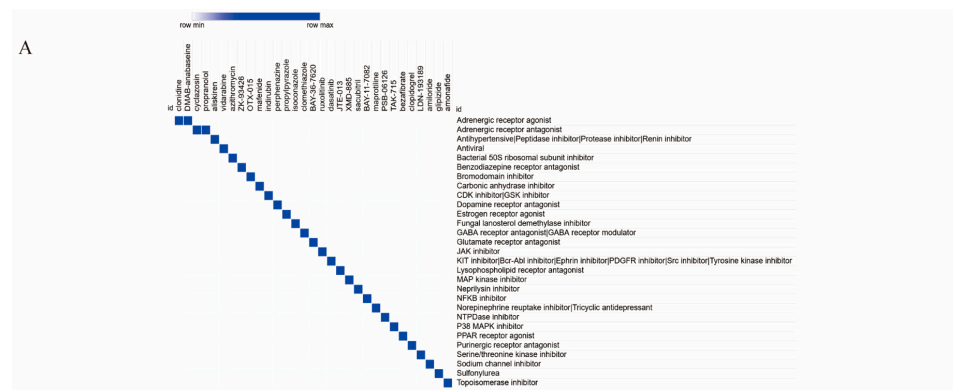 row min row max
A
id
clonidine
DMAB-anabaseine
cyclazosin
propranolol
aliskiren
vidarabine
azithromycin
ZK-93426
OTX-015
mafenide
indirubin
perphenazine
propylpyrazole
isoconazole
clomethiazole
BAY-36-7620
ruxolitinib
dasatinib
JTE-013
XMD-885
sacubitril
BAY-11-7082
maprotiline
PSB-06126
TAK-715
bezafibrate
clopidogrel
LDN-193189
amiloride
glipizide
amonafide
id
Adrenergic receptor agonist
Adrenergic receptor antagonist
Antihypertensive|Peptidase inhibitor|Protease inhibitor|Renin inhibitor
Antiviral
Bacterial 50S ribosomal subunit inhibitor
Benzodiazepine receptor antagonist
Bromodomain inhibitor
Carbonic anhydrase inhibitor
CDK inhibitor|GSK inhibitor
Dopamine receptor antagonist
Estrogen receptor agonist
Fungal lanosterol demethylase inhibitor
GABA receptor antagonist|GABA receptor modulator
Glutamate receptor antagonist
JAK inhibitor
KIT inhibitor|Bcr-Abl inhibitor|Ephrin inhibitor|PDGFR inhibitor|Src inhibitor|Tyrosine kinase inhibitor
Lysophospholipid receptor antagonist
MAP kinase inhibitor
Neprilysin inhibitor
NFKB inhibitor
Norepinephrine reuptake inhibitor|Tricyclic antidepressant
NTPDase inhibitor
P38 MAPK inhibitor
PPAR receptor agonist
Purinergic receptor antagonist
Serine/threonine kinase inhibitor
Sodium channel inhibitor
Sulfonylurea
Topoisomerase inhibitor